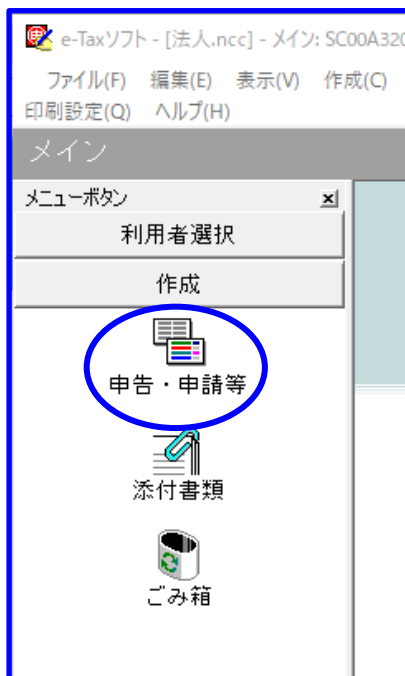 e-Taxソフト - [法人.ncc] - メイン: SC00A320
ファイル(F) 編集(E) 表示(V) 作成(C)
印刷設定(Q) ヘルプ(H)
メイン
メニューボタン
利用者選択
作成
申告・申請等
添付書類
ごみ箱